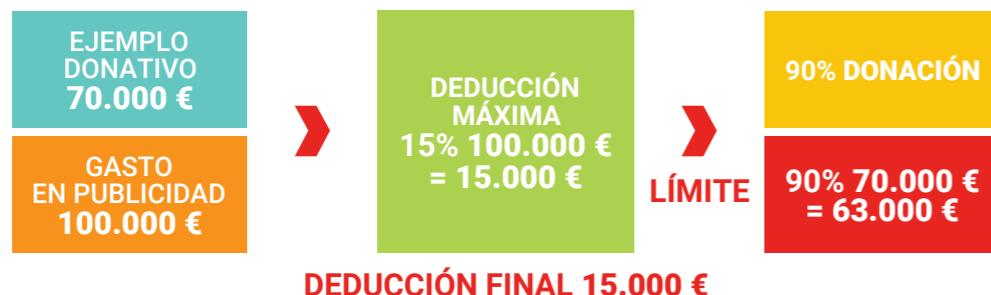 EJEMPLO
DONATIVO
70.000 €
GASTO
EN PUBLICIDAD
100.000 €
DEDUCCIÓN
MÁXIMA
15% 100.000 €
= 15.000 €
LÍMITE
90% DONACIÓN
90% 70.000 €
= 63.000 €
DEDUCCIÓN FINAL 15.000 €